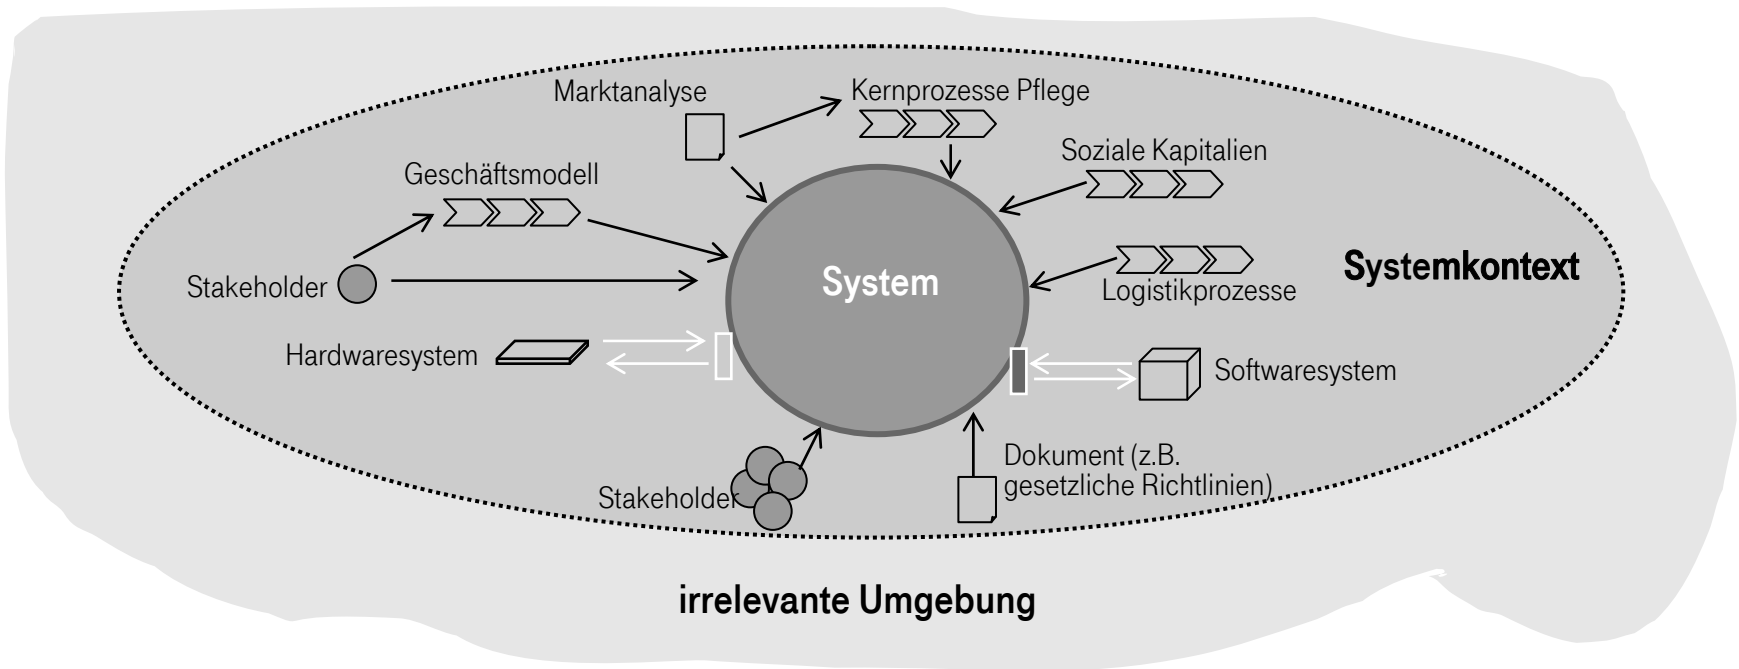 Marktanalyse
Kernprozesse Pflege
Soziale Kapitalien
Geschäftsmodell
System
Systemkontext
Stakeholder
Logistikprozesse
Hardwaresystem
Softwaresystem
Dokument (z.B.
gesetzliche Richtlinien)
Stakeholder
irrelevante Umgebung